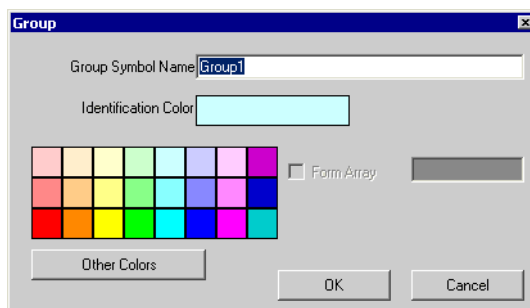 Group
Group Symbol Name Group1
Identification Color
Form Array
Other Colors
OK Cancel